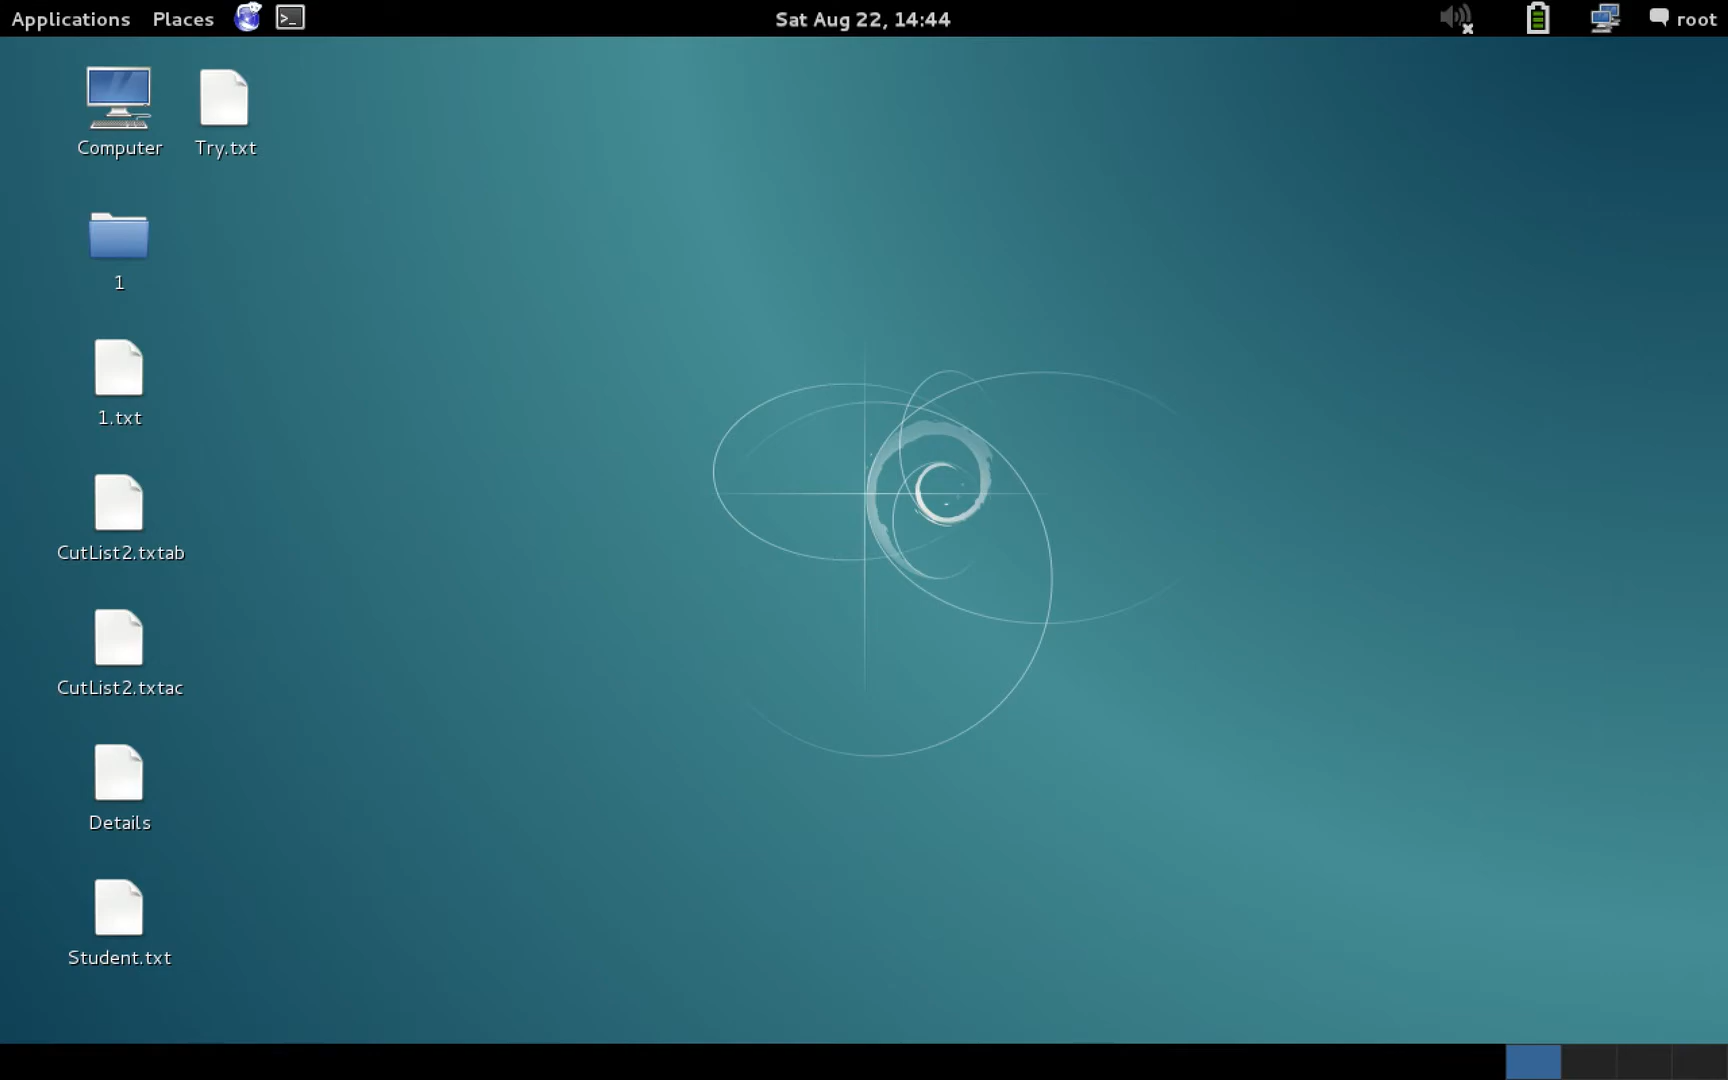 Applications Places Sat Aug 22, 14:44 root
Computer Try.txt
1
1.txt
CutList2.txtab
CutList2.txtac
Details
Student.txt